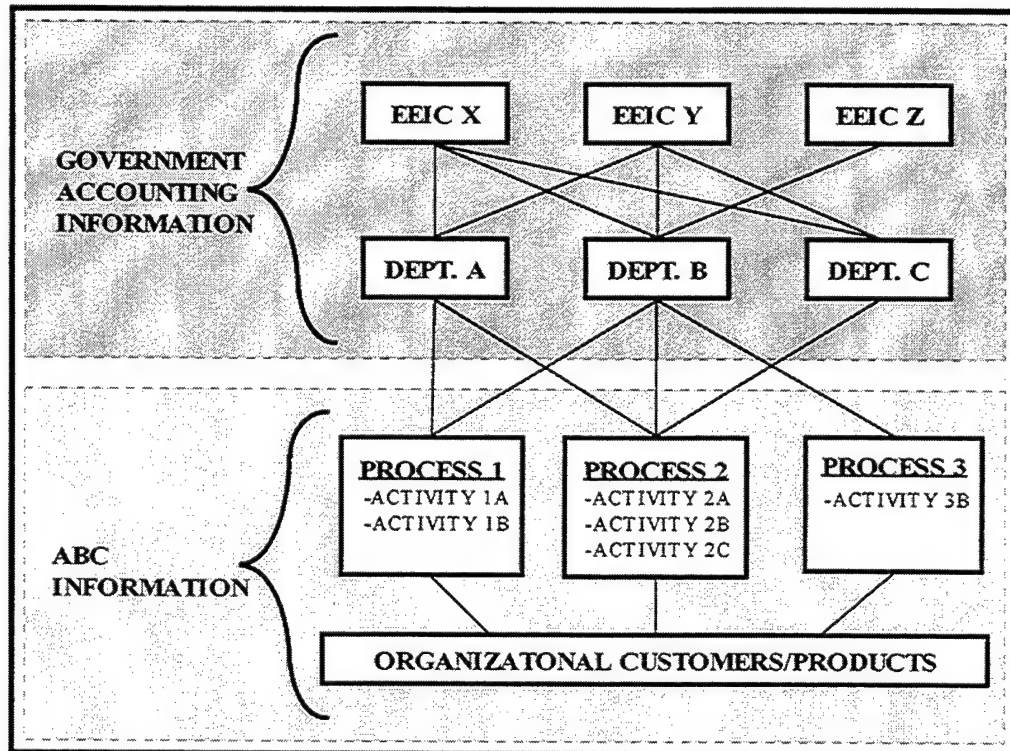 EEIC X
EEIC Y
EEIC Z
GOVERNMENT
ACCOUNTING
INFORMATION
DEPT. A
DEPT. B
DEPT. C
PROCESS 1
-ACTIVITY 1A
-ACTIVITY 1B
PROCESS 2
-ACTIVITY 2A
-ACTIVITY 2B
-ACTIVITY 2C
PROCESS 3
-ACTIVITY 3B
ABC
INFORMATION
ORGANIZATONAL CUSTOMERS/PRODUCTS